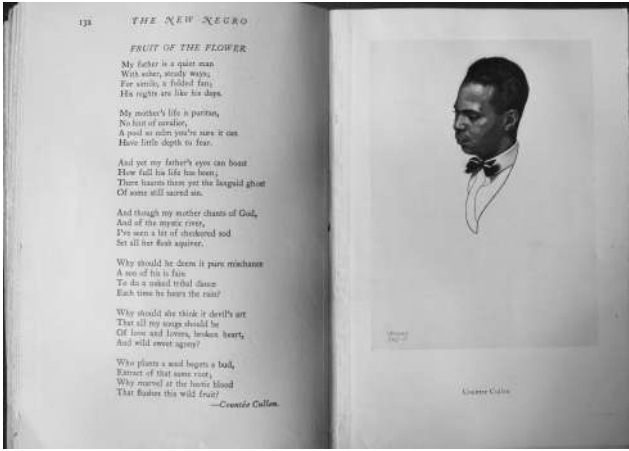 132
THE NEW NEGRO
FRUIT OF THE FLOWER
My father is a quiet man
With sober, steady ways;
For simile, a folded fan;
His nights are like his days.
My mother's life is puritan,
No hint of cavalier,
A pool so calm you're sure it can
Have little depth to fear.
And yet my father's eyes can boast
How full his life has been;
There haunts them yet the languid ghost
Of some still sacred sin.
And though my mother chants of God,
And of the mystic river,
I've seen a bit of checkered sod
Set all her flesh aquiver.
Why should he deem it pure mischance
A son of his is fain
To do a naked tribal dance
Each time he hears the rain?
Why should she think it devil's art
That all my songs should be
Of love and lovers, broken heart,
And wild sweet agony?
Who plants a seed begets a bud,
Extract of that same root;
Why marvel at the hectic blood
That flushes this wild fruit?
—Countée Cullen.
Countee Cullen